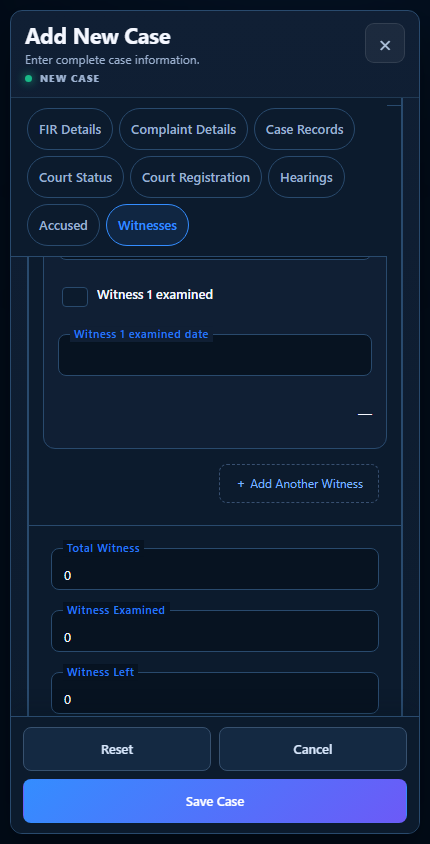 Add New Case
Enter complete case information.
NEW CASE
FIR Details
Complaint Details
Case Records
Court Status
Court Registration
Hearings
Accused
Witnesses
Witness 1 examined
Witness 1 examined date
—
+ Add Another Witness
Total Witness
0
Witness Examined
0
Witness Left
0
Reset
Cancel
Save Case